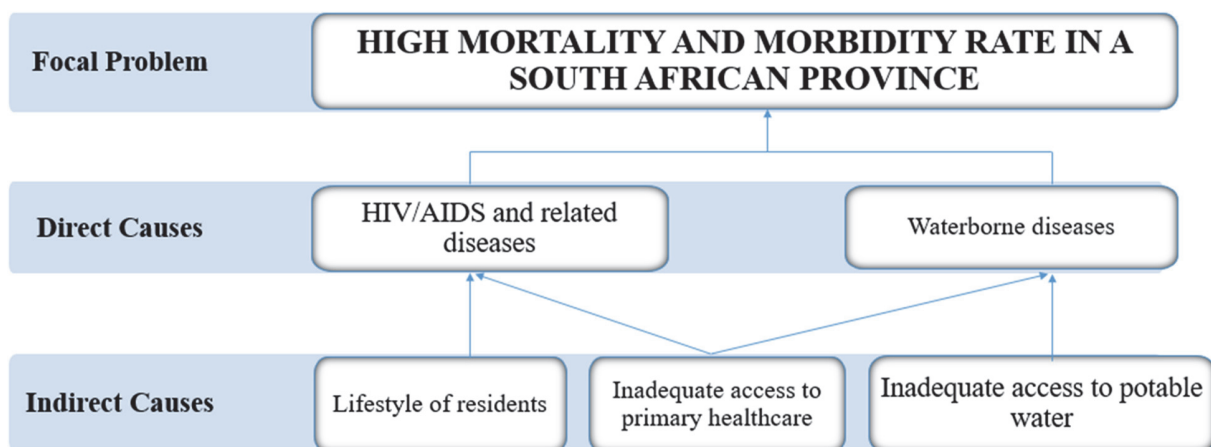 Focal Problem
HIGH MORTALITY AND MORBIDITY RATE IN A
SOUTH AFRICAN PROVINCE
Direct Causes
HIV/AIDS and related
diseases
Waterborne diseases
Indirect Causes
Lifestyle of residents
Inadequate access to
primary healthcare
Inadequate access to potable
water